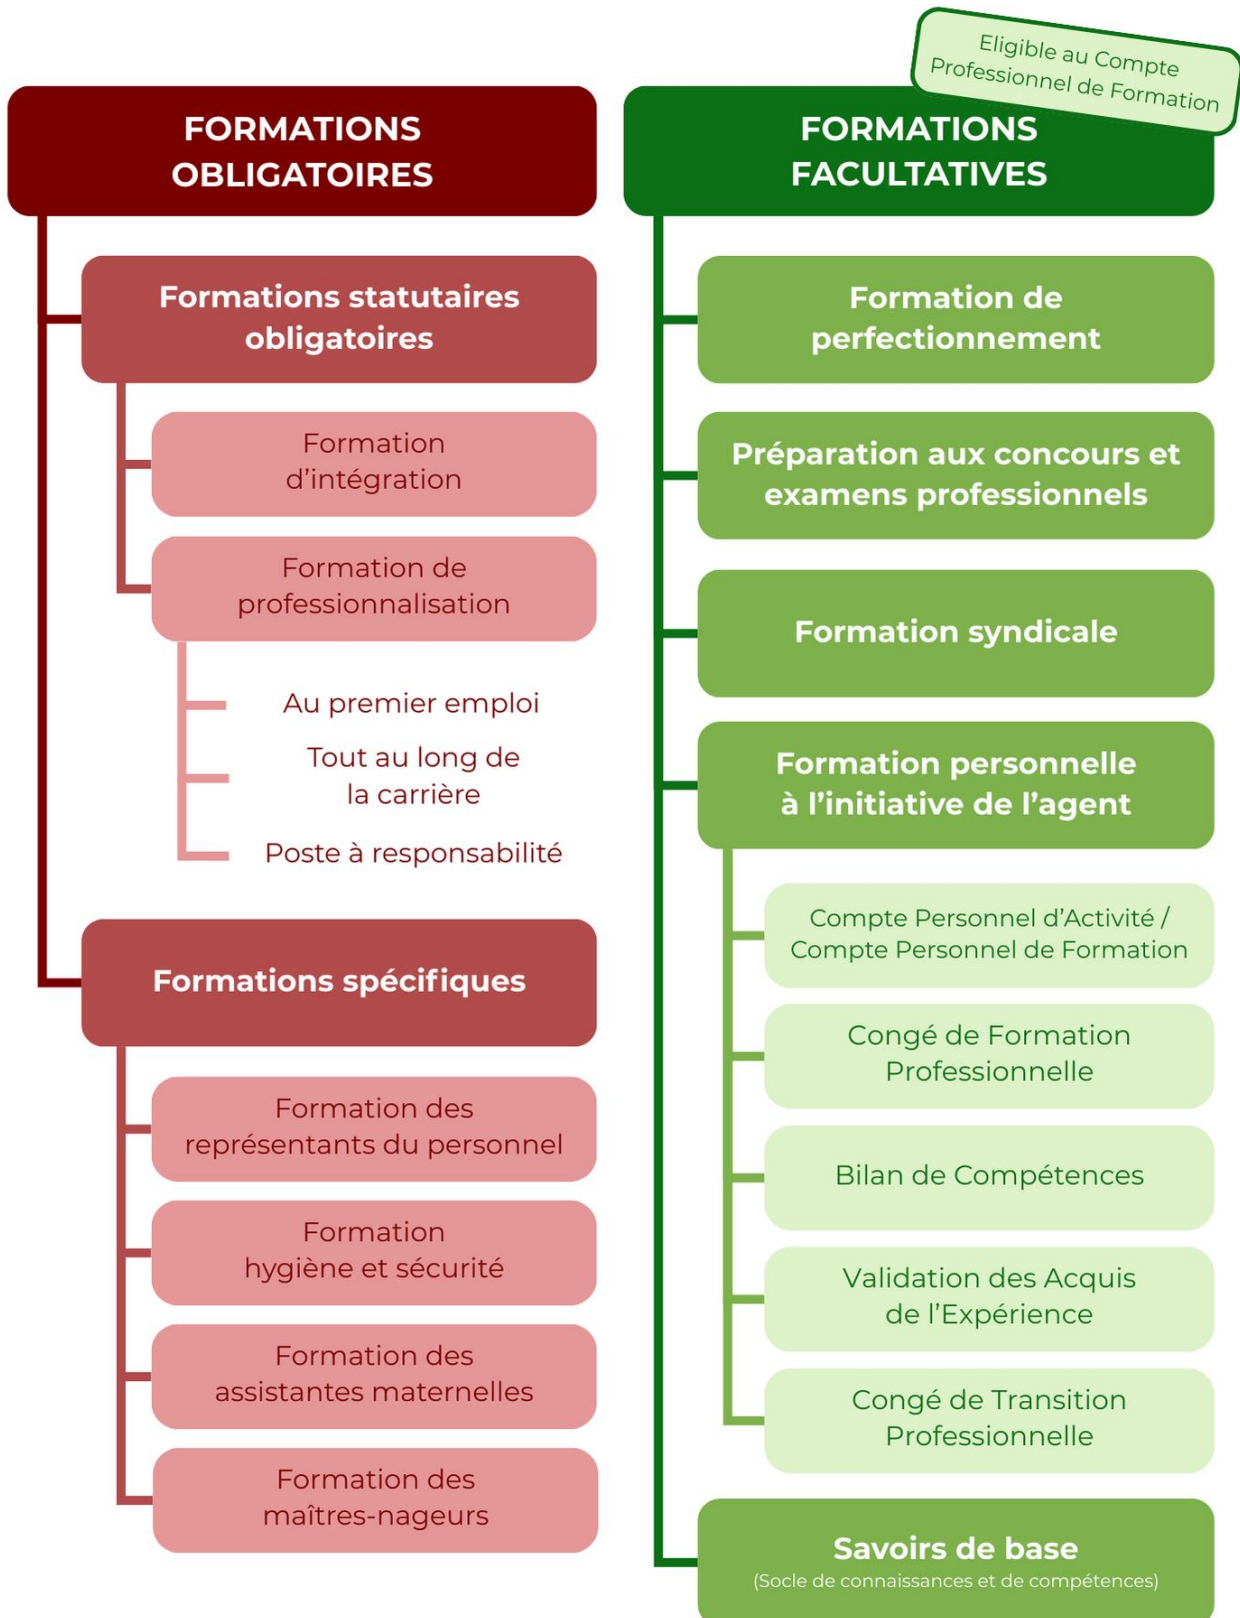 Eligible au Compte
Professionnel de Formation
FORMATIONS
OBLIGATOIRES
Formations statutaires
obligatoires
Formation
d'intégration
Formation de
professionnalisation
Au premier emploi
Tout au long de
la carrière
Poste à responsabilité
Formations spécifiques
Formation des
représentants du personnel
Formation
hygiène et sécurité
Formation des
assistantes maternelles
Formation des
maîtres-nageurs
FORMATIONS
FACULTATIVES
Formation de
perfectionnement
Préparation aux concours et
examens professionnels
Formation syndicale
Formation personnelle
à l'initiative de l'agent
Compte Personnel d'Activité /
Compte Personnel de Formation
Congé de Formation
Professionnelle
Bilan de Compétences
Validation des Acquis
de l'Expérience
Congé de Transition
Professionnelle
Savoirs de base
(Socle de connaissances et de compétences)